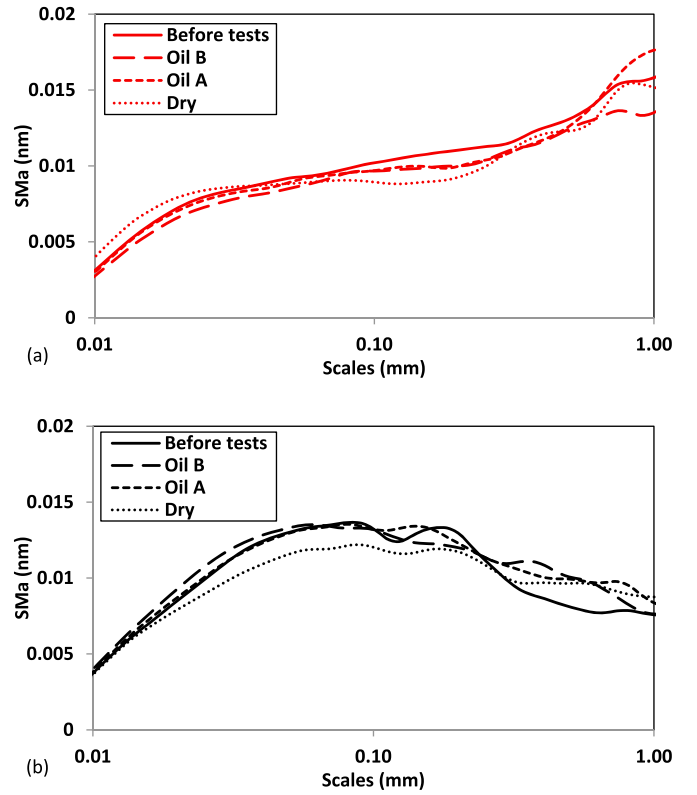 0.02
0.015
0.01
0.005
0
SMa (nm)
Before tests
Oil B
Oil A
Dry
0.01
0.10
1.00
Scales (mm)
(a)
0.02
0.015
0.01
0.005
0
SMa (nm)
Before tests
Oil B
Oil A
Dry
0.01
0.10
1.00
Scales (mm)
(b)